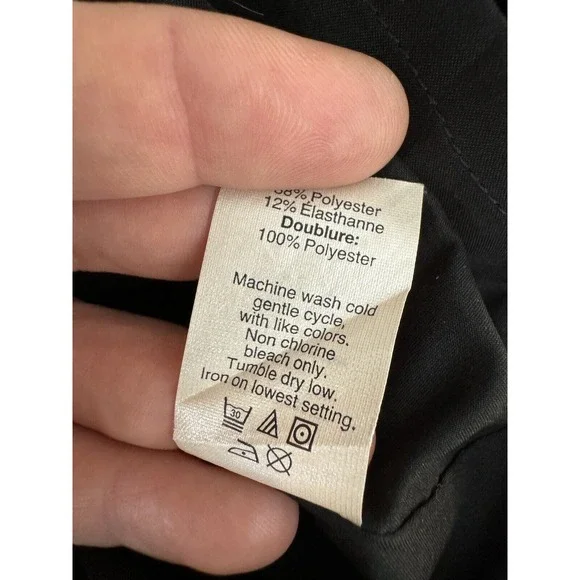 % Polyester
12% Élasthanne
Doublure:
100% Polyester
Machine wash cold
gentle cycle,
with like colors.
Non chlorine
bleach only.
Tumble dry low.
Iron on lowest setting.
30